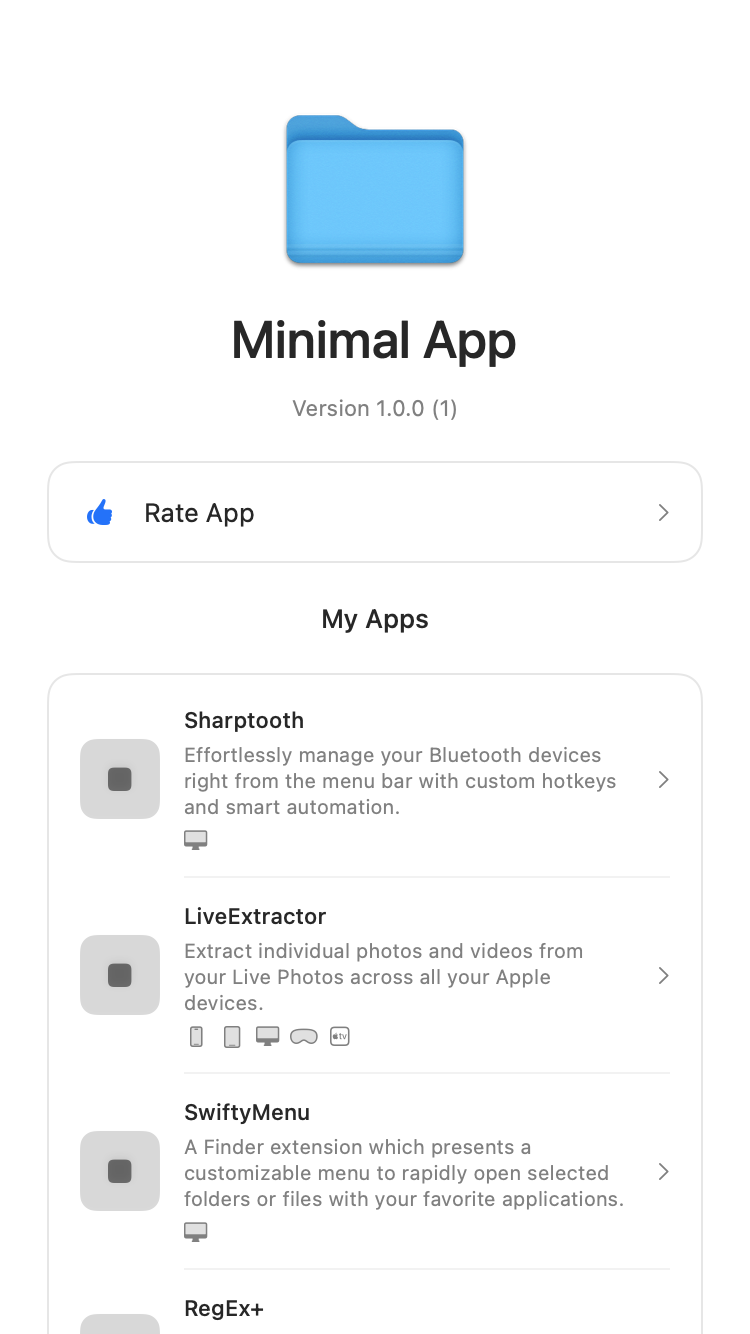 Minimal App
Version 1.0.0 (1)
Rate App
My Apps
Sharptooth
Effortlessly manage your Bluetooth devices
right from the menu bar with custom hotkeys
and smart automation.
LiveExtractor
Extract individual photos and videos from
your Live Photos across all your Apple
devices.
tv
SwiftyMenu
A Finder extension which presents a
customizable menu to rapidly open selected
folders or files with your favorite applications.
RegEx+